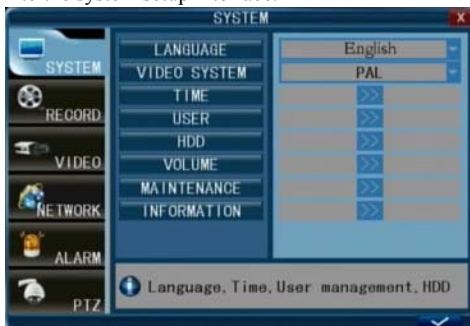 SYSTEM
X
SYSTEM
RECORD
VIDEO
NETWORK
ALARM
PTZ
LANGUAGE English
VIDEO SYSTEM PAL
TIME >>
USER >>
HDD >>
VOLUME >>
MAINTENANCE >>
INFORMATION >>
Language, Time, User management, HDD